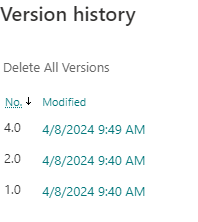 Version history
Delete All Versions
No.↓ Modified
4.0 4/8/2024 9:49 AM
2.0 4/8/2024 9:40 AM
1.0 4/8/2024 9:40 AM